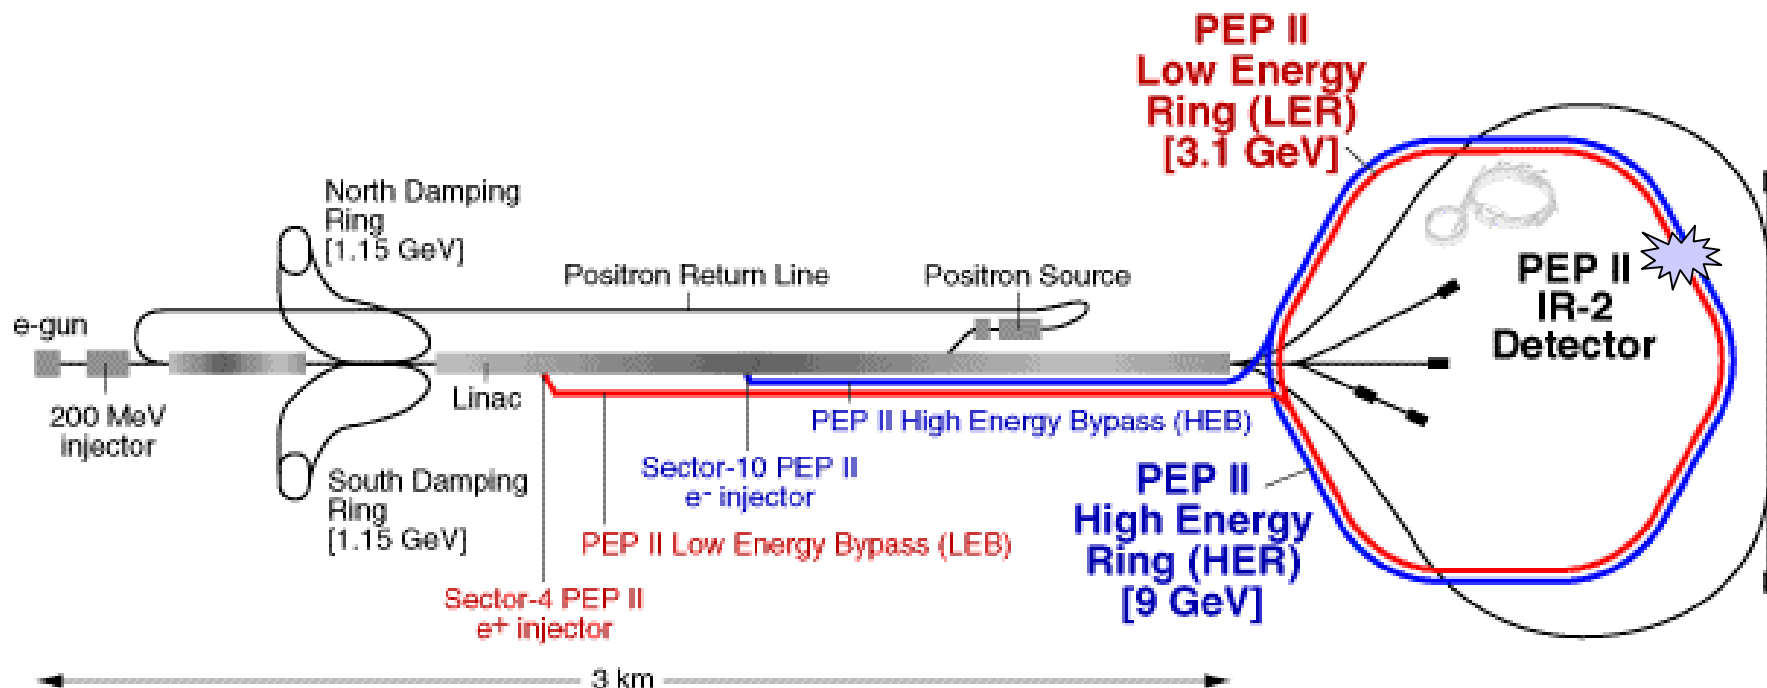 PEP II
Low Energy
Ring (LER)
[3.1 GeV]
North Damping
Ring
[1.15 GeV]
Positron Return Line
Positron Source
e-gun
PEP II
IR-2
Detector
Linac
200 MeV
injector
PEP II High Energy Bypass (HEB)
Sector-10 PEP II
e- injector
South Damping
Ring
[1.15 GeV]
PEP II
High Energy
Ring (HER)
[9 GeV]
PEP II Low Energy Bypass (LEB)
Sector-4 PEP II
e+ injector
3 km